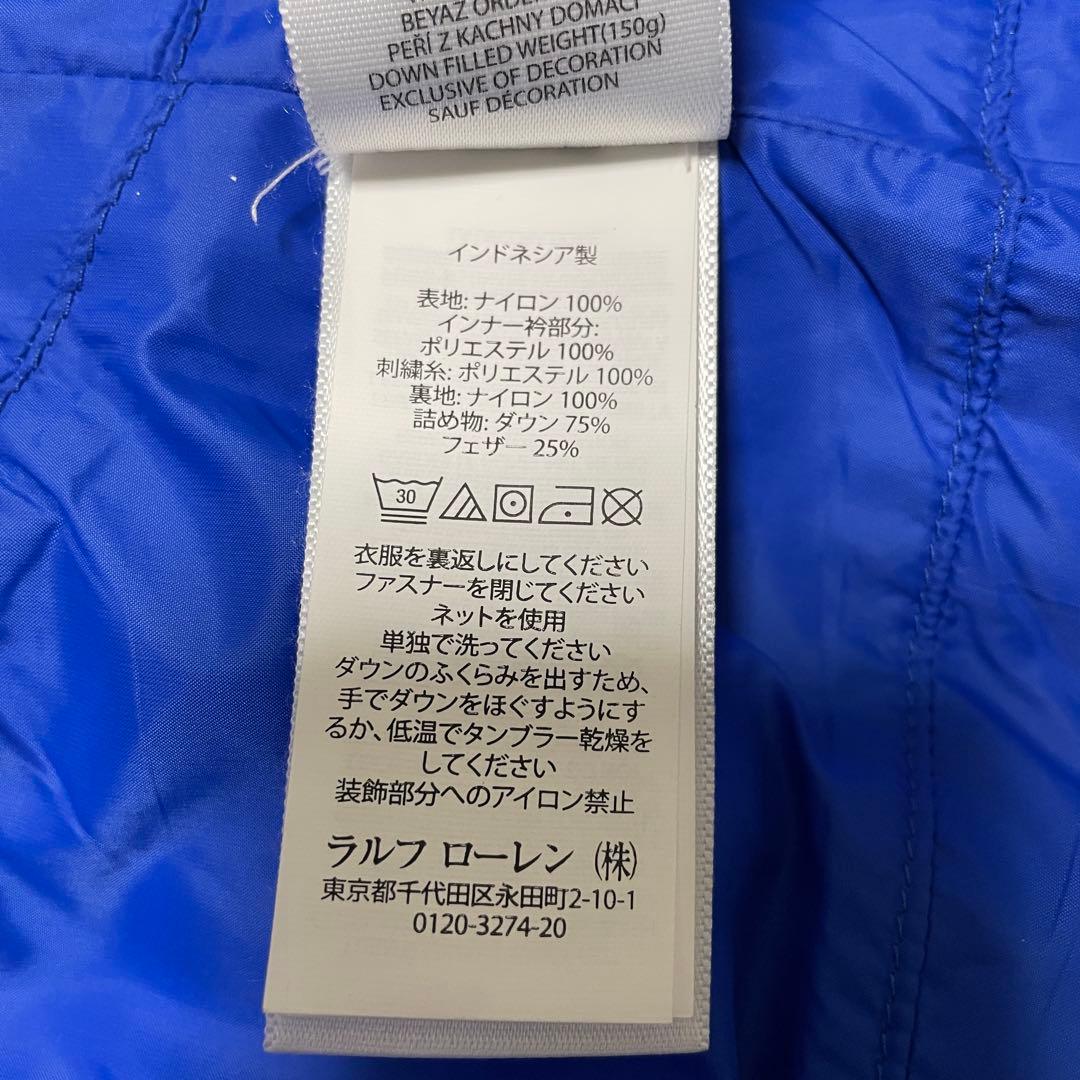 BEYAZ ORDE
PEŘÍ Z KACHNY DOMÁCÍ
DOWN FILLED WEIGHT(150g)
EXCLUSIVE OF DECORATION
SAUF DÉCORATION
インドネシア製
表地: ナイロン 100%
インナー衿部分:
ポリエステル 100%
刺繍糸: ポリエステル 100%
裏地: ナイロン 100%
詰め物: ダウン 75%
フェザー 25%
30
衣服を裏返しにしてください
ファスナーを閉じてください
ネットを使用
単独で洗ってください
ダウンのふくらみを出すため、
手でダウンをほぐすようにす
るか、低温でタンブラー乾燥を
してください
装飾部分へのアイロン禁止
ラルフ ローレン (株)
東京都千代田区永田町2-10-1
0120-3274-20